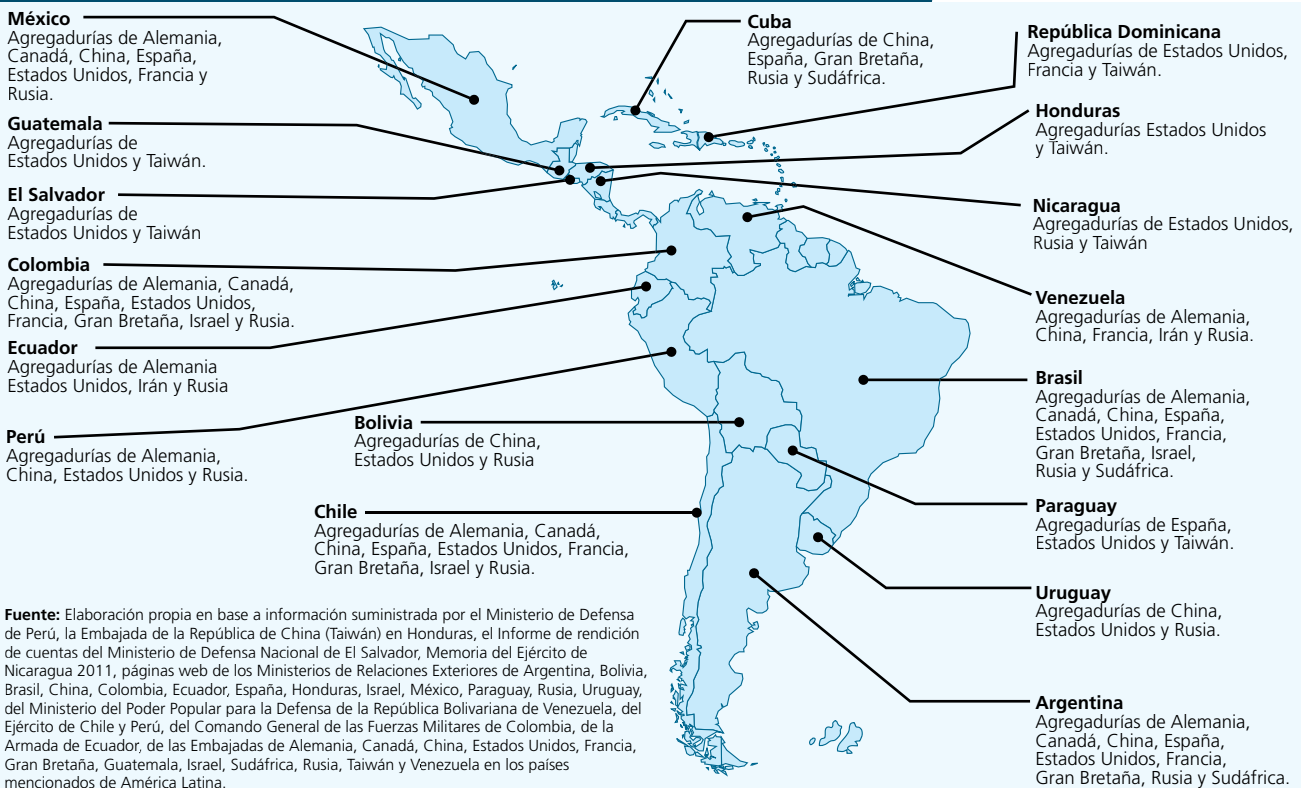 México
Agregadurías de Alemania,
Canadá, China, España,
Estados Unidos, Francia y
Rusia.
Guatemala
Agregadurías de
Estados Unidos y Taiwán.
El Salvador
Agregadurías de
Estados Unidos y Taiwán
Colombia
Agregadurías de Alemania, Canadá,
China, España, Estados Unidos,
Francia, Gran Bretaña, Israel y Rusia.
Ecuador
Agregadurías de Alemania
Estados Unidos, Irán y Rusia
Perú
Agregadurías de Alemania,
China, Estados Unidos y Rusia.
Bolivia
Agregadurías de China,
Estados Unidos y Rusia
Chile
Agregadurías de Alemania, Canadá,
China, España, Estados Unidos, Francia,
Gran Bretaña, Israel y Rusia.
Cuba
Agregadurías de China,
España, Gran Bretaña,
Rusia y Sudáfrica.
República Dominicana
Agregadurías de Estados Unidos,
Francia y Taiwán.
Honduras
Agregadurías Estados Unidos
y Taiwán.
Nicaragua
Agregadurías de Estados Unidos,
Rusia y Taiwán
Venezuela
Agregadurías de Alemania,
China, Francia, Irán y Rusia.
Brasil
Agregadurías de Alemania,
Canadá, China, España,
Estados Unidos, Francia,
Gran Bretaña, Israel,
Rusia y Sudáfrica.
Paraguay
Agregadurías de España,
Estados Unidos y Taiwán.
Uruguay
Agregadurías de China,
Estados Unidos y Rusia.
Argentina
Agregadurías de Alemania,
Canadá, China, España,
Estados Unidos, Francia,
Gran Bretaña, Rusia y Sudáfrica.
Fuente: Elaboración propia en base a información suministrada por el Ministerio de Defensa
de Perú, la Embajada de la República de China (Taiwán) en Honduras, el Informe de rendición
de cuentas del Ministerio de Defensa Nacional de El Salvador, Memoria del Ejército de
Nicaragua 2011, páginas web de los Ministerios de Relaciones Exteriores de Argentina, Bolivia,
Brasil, China, Colombia, Ecuador, España, Honduras, Israel, México, Paraguay, Rusia, Uruguay,
del Ministerio del Poder Popular para la Defensa de la República Bolivariana de Venezuela, del
Ejército de Chile y Perú, del Comando General de las Fuerzas Militares de Colombia, de la
Armada de Ecuador, de las Embajadas de Alemania, Canadá, China, Estados Unidos, Francia,
Gran Bretaña, Guatemala, Israel, Sudáfrica, Rusia, Taiwán y Venezuela en los países
mencionados de América Latina.